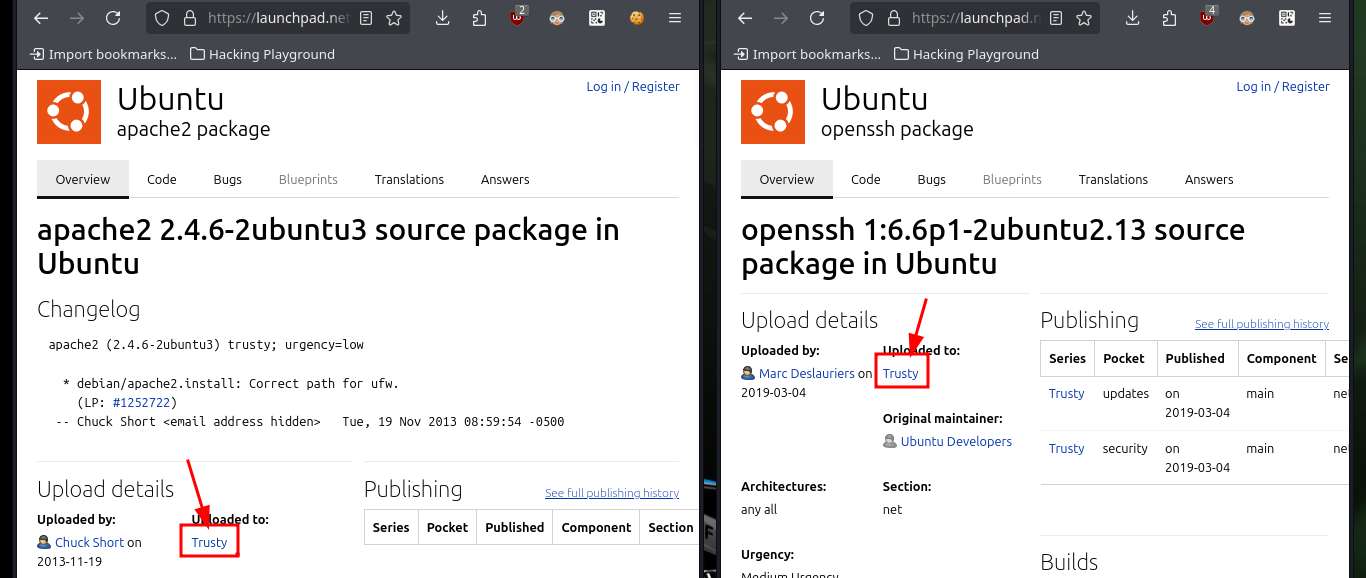 https://launchpad.net
2
Import bookmarks...
Hacking Playground
Ubuntu
apache2 package
Log in / Register
Overview
Code
Bugs
Blueprints
Translations
Answers
apache2 2.4.6-2ubuntu3 source package in
Ubuntu
Changelog
apache2 (2.4.6-2ubuntu3) trusty; urgency=low
* debian/apache2.install: Correct path for ufw.
(LP: #1252722)
-- Chuck Short <email address hidden>   Tue, 19 Nov 2013 08:59:54 -0500
Upload details
Uploaded by:
Chuck Short on
2013-11-19
Uploaded to:
Trusty
Publishing
See full publishing history
Series Pocket Published Component Section
https://launchpad.n
4
Import bookmarks...
Hacking Playground
Ubuntu
openssh package
Log in / Register
Overview
Code
Bugs
Blueprints
Translations
Answers
openssh 1:6.6p1-2ubuntu2.13 source
package in Ubuntu
Upload details
Uploaded by:
Marc Deslauriers on
2019-03-04
Uploaded to:
Trusty
Original maintainer:
Ubuntu Developers
Architectures:
any all
Section:
net
Urgency:
Medium Urgency
Publishing
See full publishing history
Series Pocket Published Component Se
Trusty updates on 2019-03-04 main ne
Trusty security on 2019-03-04 main ne
Builds